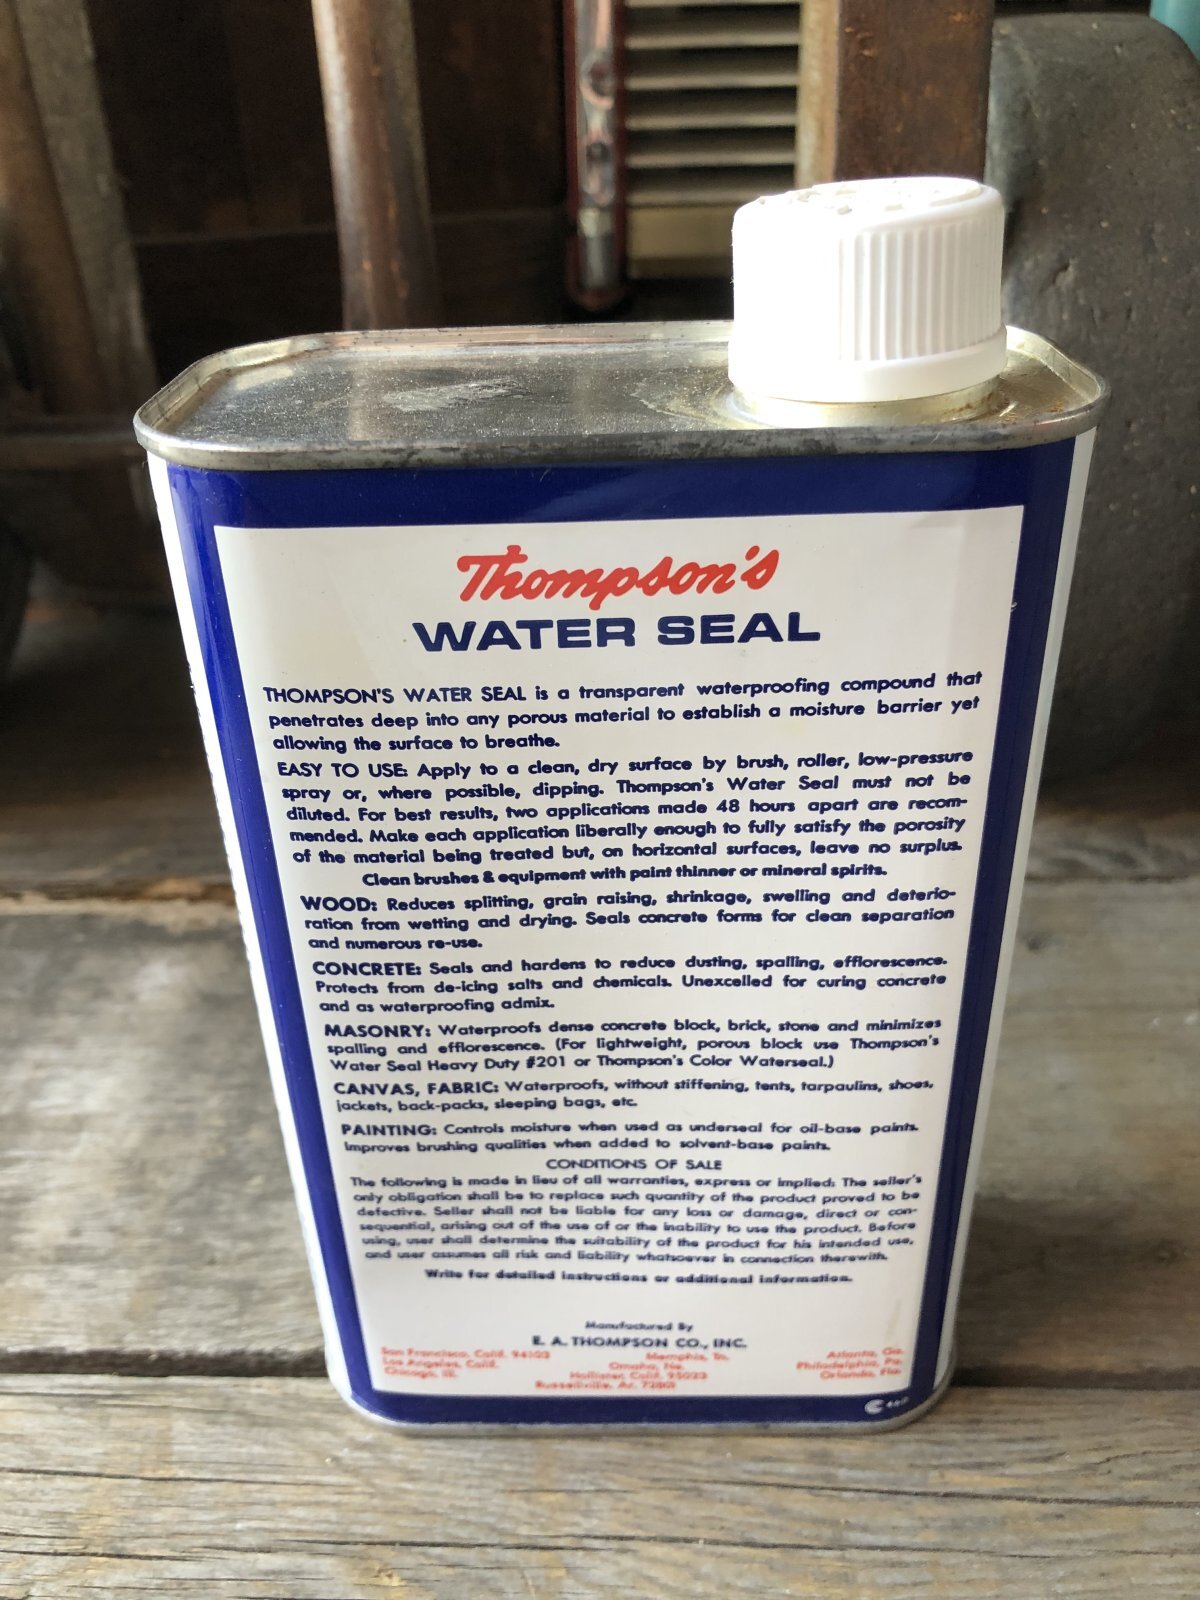 Thompson's
WATER SEAL
THOMPSON'S WATER SEAL is a transparent waterproofing compound that
penetrates deep into any porous material to establish a moisture barrier yet
allowing the surface to breathe.
EASY TO USE: Apply to a clean, dry surface by brush, roller, low-pressure
spray or, where possible, dipping. Thompson's Water Seal must not be
diluted. For best results, two applications made 48 hours apart are recom-
mended. Make each application liberally enough to fully satisfy the porosity
of the material being treated but, on horizontal surfaces, leave no surplus.
Clean brushes & equipment with paint thinner or mineral spirits.
WOOD: Reduces splitting, grain raising, shrinkage, swelling and deterio-
ration from wetting and drying. Seals concrete forms for clean separation
and numerous re-use.
CONCRETE: Seals and hardens to reduce dusting, spalling, efflorescence.
Protects from de-icing salts and chemicals. Unexcelled for curing concrete
and as waterproofing admix.
MASONRY: Waterproofs dense concrete block, brick, stone and minimizes
spalling and efflorescence. (For lightweight, porous block use Thompson's
Water Seal Heavy Duty #201 or Thompson's Color Waterseal.)
CANVAS, FABRIC: Waterproofs, without stiffening, tents, tarpaulins, shoes,
jackets, back-packs, sleeping bags, etc.
PAINTING: Controls moisture when used as underseal for oil-base paints.
Improves brushing qualities when added to solvent-base paints.
CONDITIONS OF SALE
The following is made in lieu of all warranties, express or implied: The seller's
only obligation shall be to replace such quantity of the product proved to be
defective. Seller shall not be liable for any loss or damage, direct or con-
sequential, arising out of the use of or the inability to use the product. Before
using, user shall determine the suitability of the product for his intended use,
and user assumes all risk and liability whatsoever in connection therewith.
Write for detailed instructions or additional information.
Manufactured By
E. A. THOMPSON CO., INC.
San Francisco, Calif. 94103 Memphis, Tn. Atlanta, Ga.
Los Angeles, Calif. Omaha, Ne. Philadelphia, Pa.
Chicago, Ill. Hollister, Calif. 95023 Orlando, Fla.
Russellville, Ar. 72801